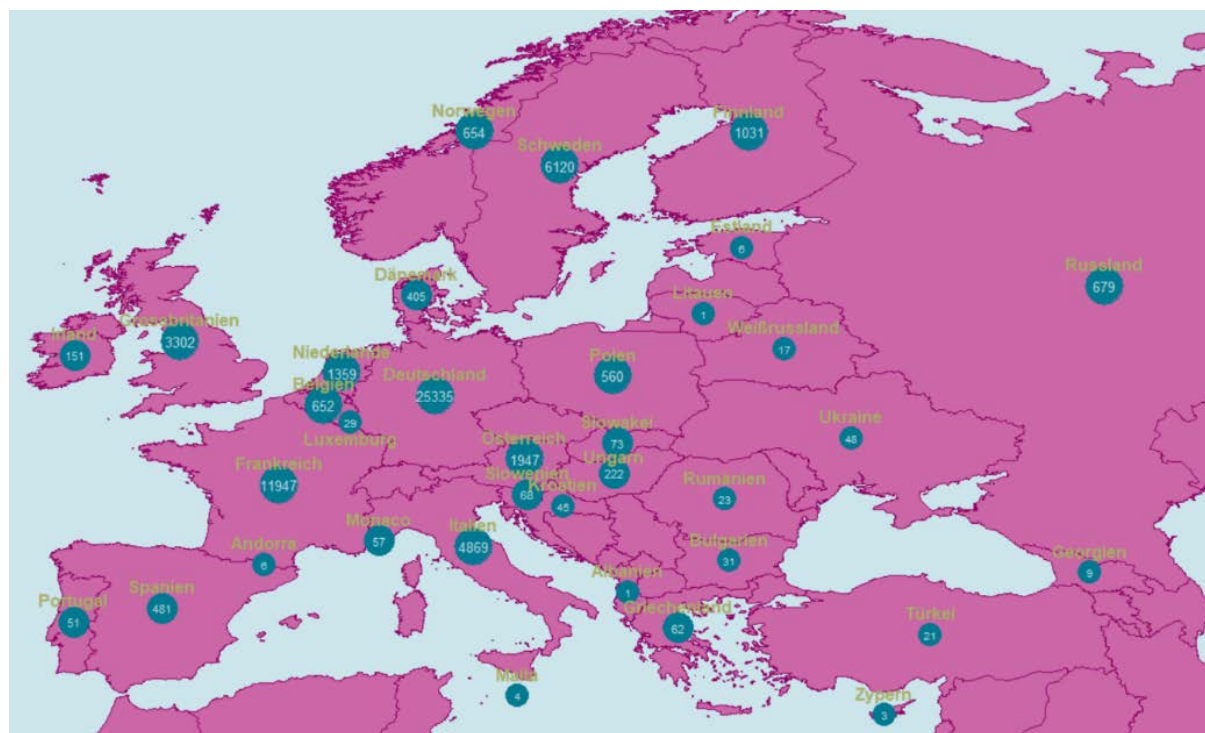 Norwegen
654
Finnland
1031
Schweden
6120
Estland
6
Russland
679
Dänemark
405
Litauen
1
Grossbritanien
3302
Weißrussland
17
Irland
151
Niederlande
1359
Polen
560
Deutschland
25335
Belgien
652
29
Luxemburg
Ukraine
48
Slowakei
73
Österreich
1947
Ungarn
222
Frankreich
11947
Slowenien
68
Kroatien
45
Rumänien
23
Monaco
57
Italien
4869
Bulgarien
31
Andorra
6
Georgien
9
Albanien
1
Spanien
481
Portugal
51
Griechenland
62
Türkei
21
Malta
4
Zypern
3